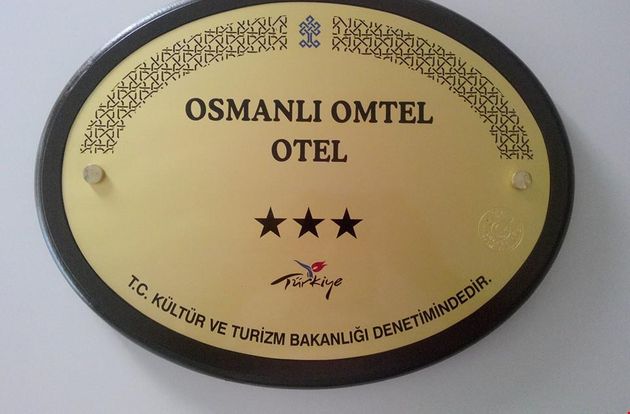 OSMANLI OMTEL
OTEL
Türkiye
T.C. KÜLTÜR VE TURİZM BAKANLIĞI DENETİMİNDEDİR.